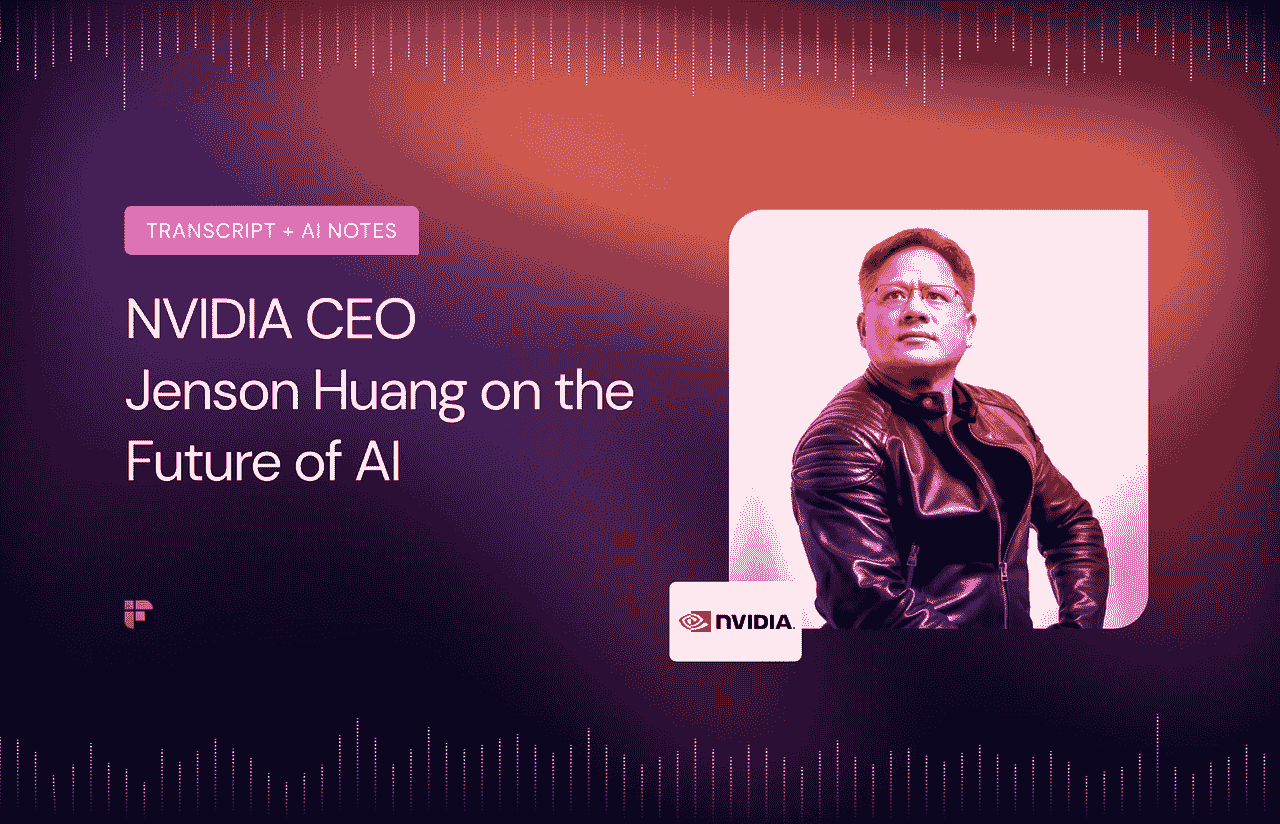 TRANSCRIPT + AI NOTES
NVIDIA CEO
Jenson Huang on the
Future of AI
NVIDIA.